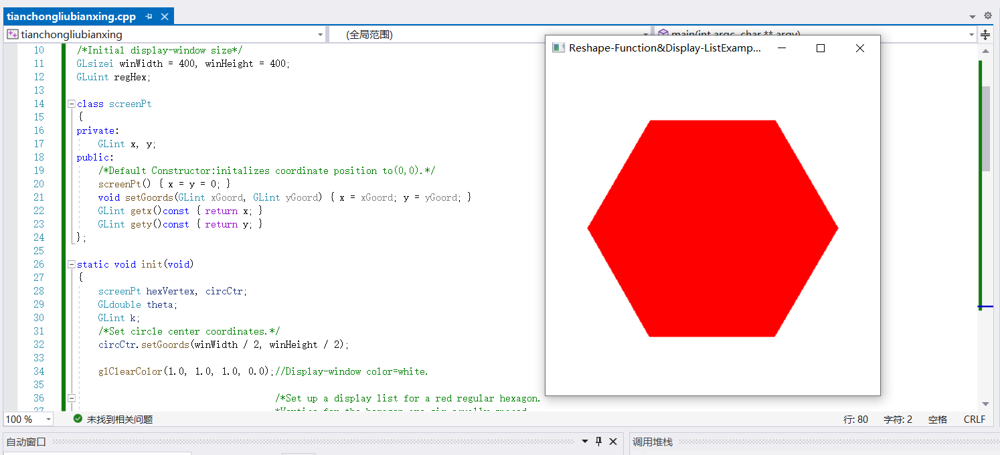 tianchongliubianxing.cpp
tianchongliubianxing
(全局范围)
main(int argc, char ** argv)
10 /*Initial display-window size*/
11 GLsizei winWidth = 400, winHeight = 400;
12 GLuint regHex;
13
14 class screenPt
15 {
16 private:
17 GLint x, y;
18 public:
19 /*Default Constructor:initalizes coordinate position to(0,0).*/
20 screenPt() { x = y = 0; }
21 void setGoords(GLint xGoord, GLint yGoord) { x = xGoord; y = yGoord; }
22 GLint getx()const { return x; }
23 GLint gety()const { return y; }
24 };
25
26 static void init(void)
27 {
28 screenPt hexVertex, circCtr;
29 GLdouble theta;
30 GLint k;
31 /*Set circle center coordinates.*/
32 circCtr.setGoords(winWidth / 2, winHeight / 2);
33
34 glClearColor(1.0, 1.0, 1.0, 0.0);//Display-window color=white.
35
36 /*Set up a display list for a red regular hexagon.
37
Reshape-Function&Display-ListExamp...
100 %
未找到相关问题
行: 80
字符: 2
空格
CRLF
自动窗口
调用堆栈